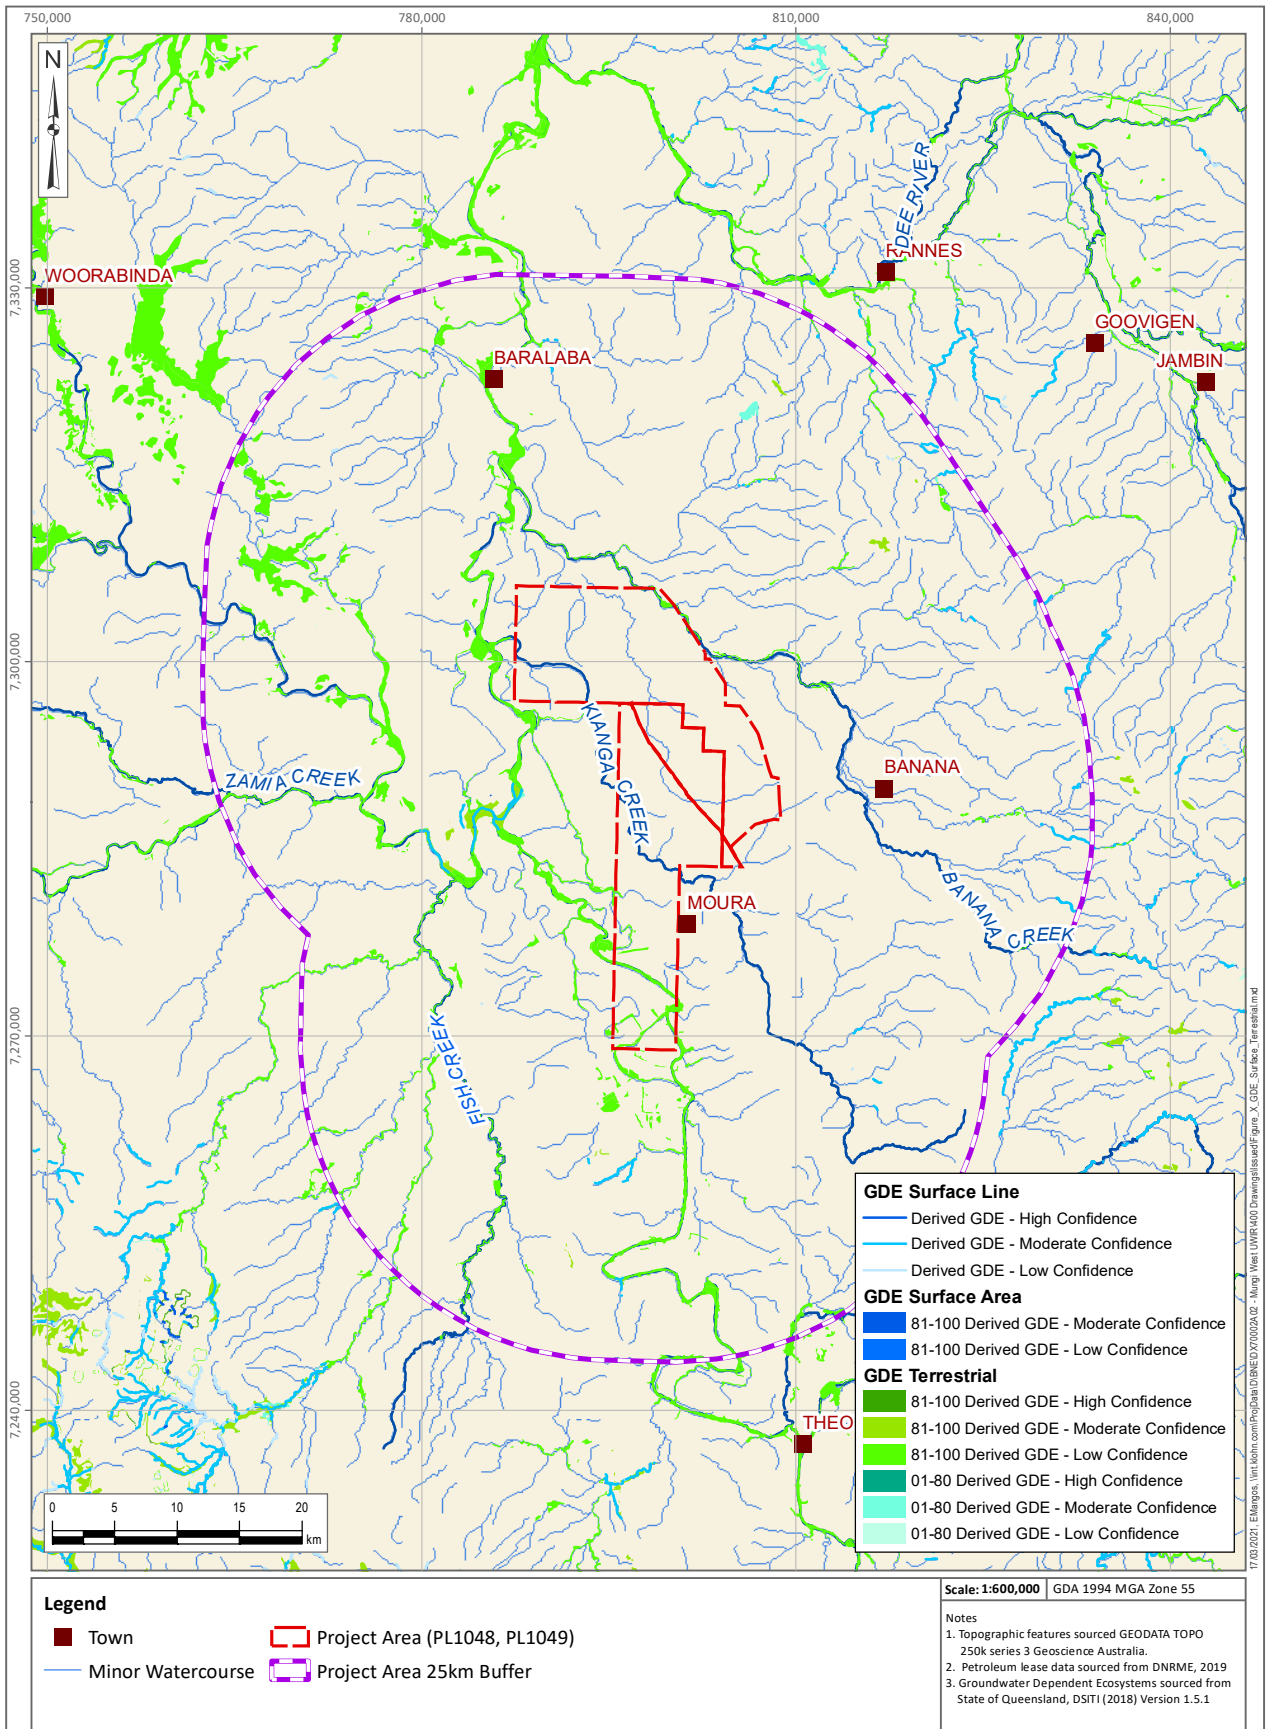 750,000
780,000
810,000
840,000
N
DEE RIVER
RANNES
WOORABINDA
7,330,000
GOOVIGEN
BARALABA
JAMBIN
7,300,000
KIANGA CREEK
ZAMIA CREEK
BANANA
BANANA CREEK
MOURA
7,270,000
FISH CREEK
7,240,000
THEO
GDE Surface Line
Derived GDE - High Confidence
Derived GDE - Moderate Confidence
Derived GDE - Low Confidence
GDE Surface Area
81-100 Derived GDE - Moderate Confidence
81-100 Derived GDE - Low Confidence
GDE Terrestrial
81-100 Derived GDE - High Confidence
81-100 Derived GDE - Moderate Confidence
81-100 Derived GDE - Low Confidence
01-80 Derived GDE - High Confidence
01-80 Derived GDE - Moderate Confidence
01-80 Derived GDE - Low Confidence
0 5 10 15 20
km
Legend
Town
Minor Watercourse
Project Area (PL1048, PL1049)
Project Area 25km Buffer
Scale: 1:600,000 GDA 1994 MGA Zone 55
Notes
1. Topographic features sourced GEODATA TOPO
250k series 3 Geoscience Australia.
2. Petroleum lease data sourced from DNRME, 2019
3. Groundwater Dependent Ecosystems sourced from
State of Queensland, DSITI (2018) Version 1.5.1